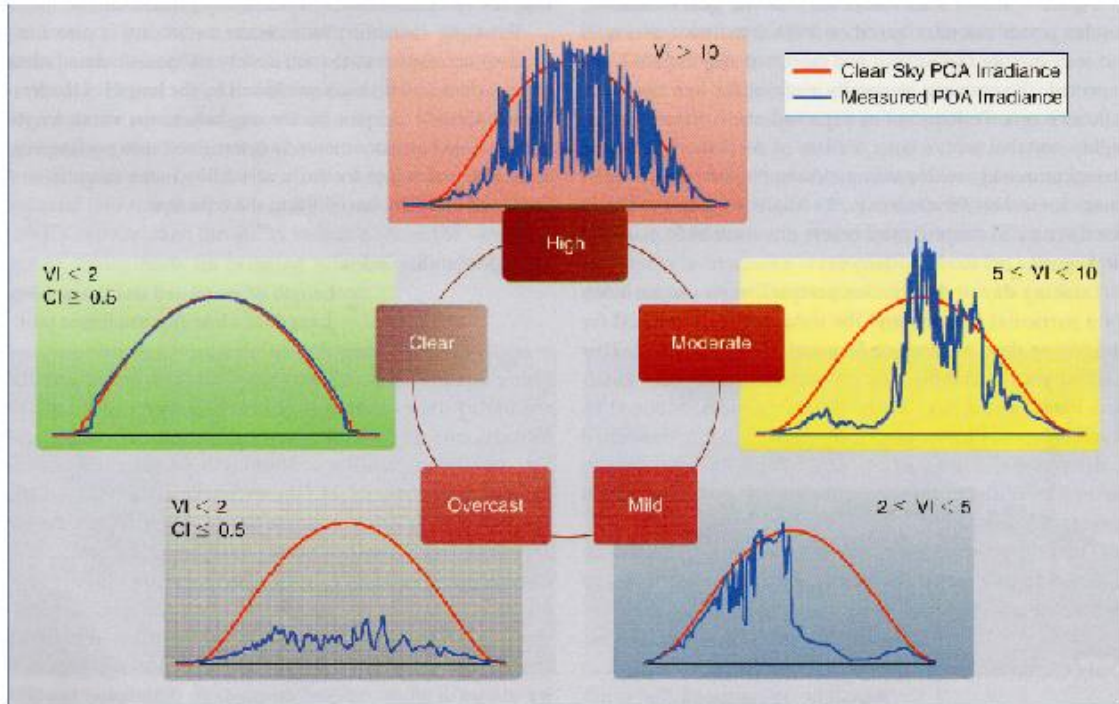 VI > 10
Clear Sky POA Irradiance
Measured POA Irradiance
High
VI < 2
CI ≥ 0.5
5 < VI < 10
Clear
Moderate
Overcast
Mild
VI < 2
CI ≤ 0.5
2 < VI < 5